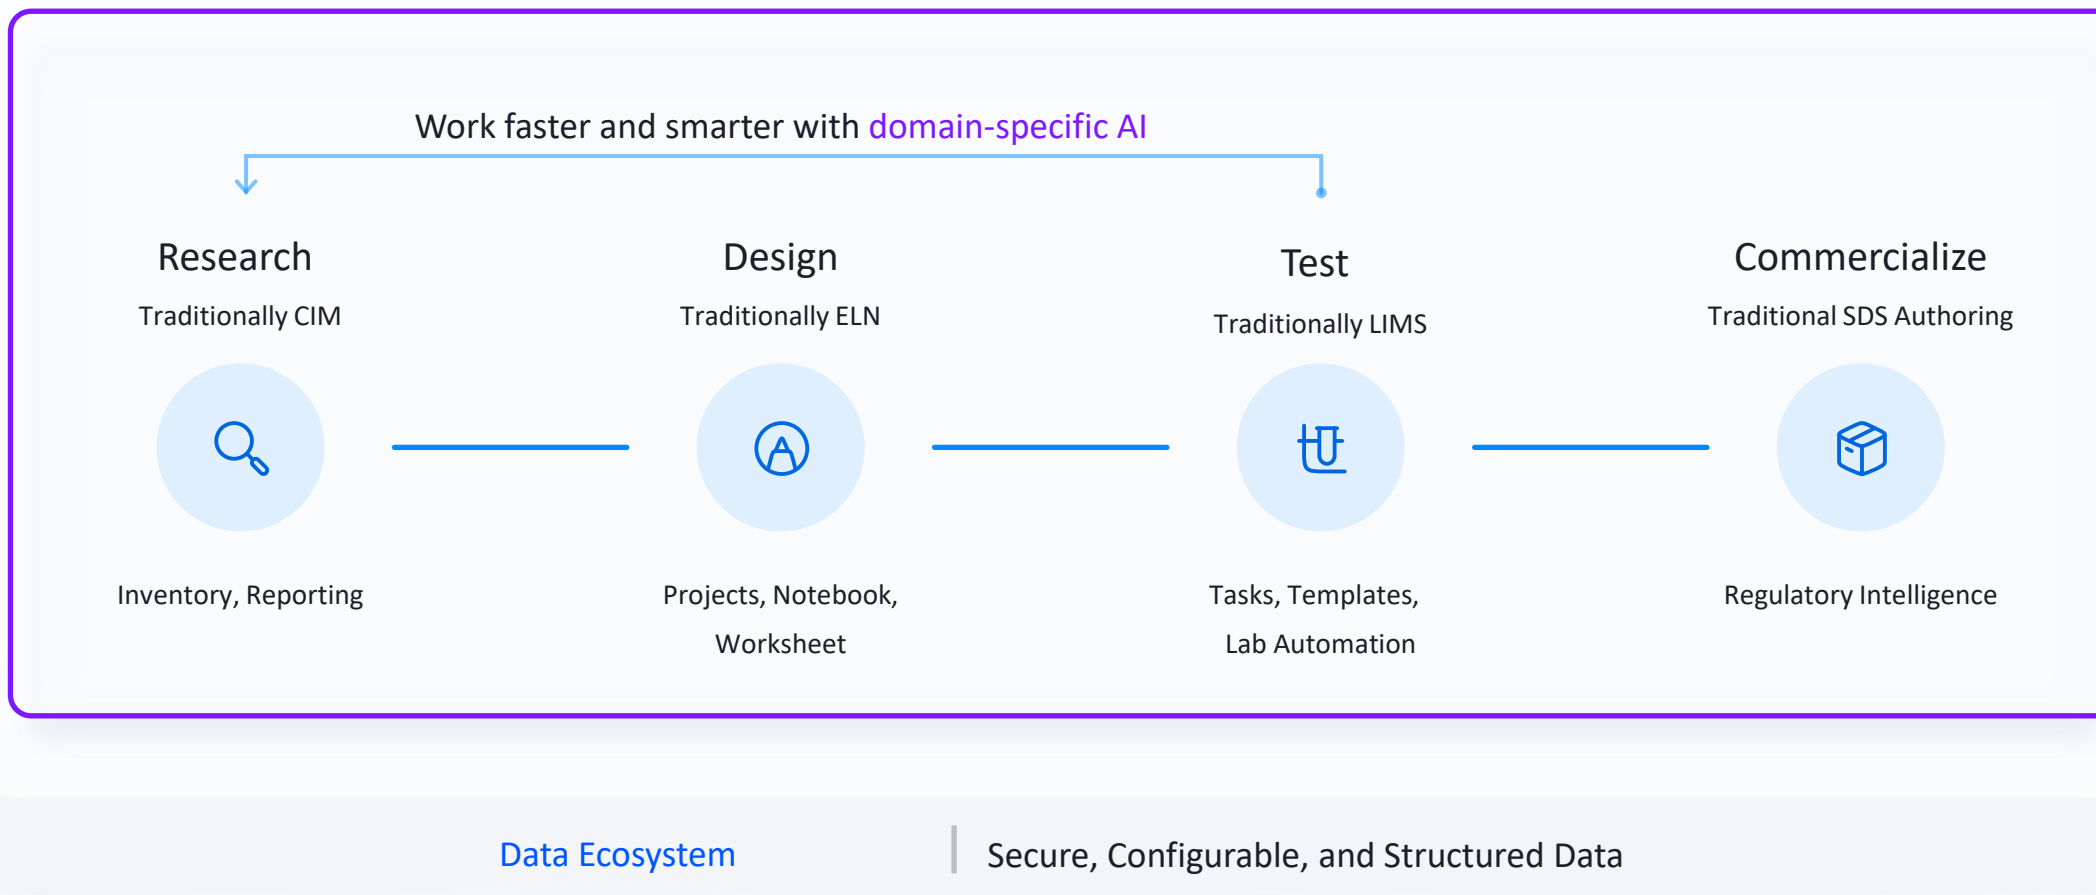 Work faster and smarter with domain-specific AI
Research
Traditionally CIM
Design
Traditionally ELN
Test
Traditionally LIMS
Commercialize
Traditional SDS Authoring
Inventory, Reporting
Projects, Notebook,
Worksheet
Tasks, Templates,
Lab Automation
Regulatory Intelligence
Data Ecosystem
Secure, Configurable, and Structured Data